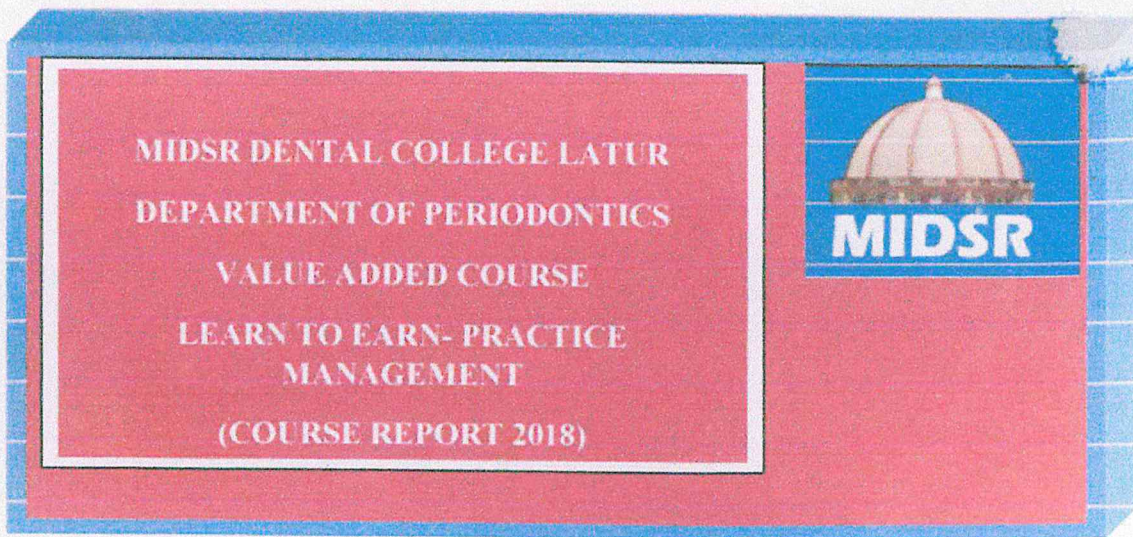 MIDSR DENTAL COLLEGE LATUR
DEPARTMENT OF PERIODONTICS
VALUE ADDED COURSE
LEARN TO EARN- PRACTICE
MANAGEMENT
(COURSE REPORT 2018)
MIDSR